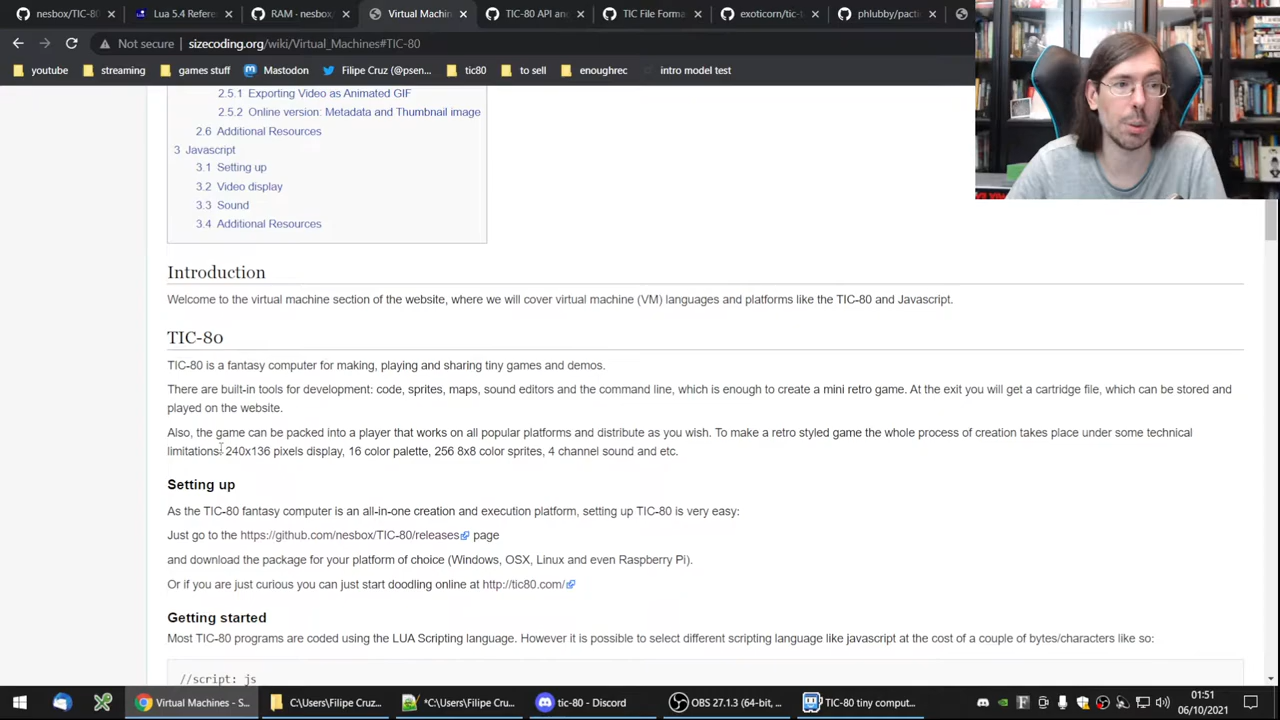 nesbox/TIC-80
Lua 5.4 Refere
RAM · nesbox/
Virtual Machin
TIC-80 API an
TIC File Forma
exoticorn/tic-
phlubby/pactic
Not secure | sizecoding.org/wiki/Virtual_Machines#TIC-80
youtube
streaming
games stuff
Mastodon
Filipe Cruz (@psen...
tic80
to sell
enoughrec
intro model test
2.5.1 Exporting Video as Animated GIF
2.5.2 Online version: Metadata and Thumbnail image
2.6 Additional Resources
3 Javascript
3.1 Setting up
3.2 Video display
3.3 Sound
3.4 Additional Resources
Introduction
Welcome to the virtual machine section of the website, where we will cover virtual machine (VM) languages and platforms like the TIC-80 and Javascript.
TIC-80
TIC-80 is a fantasy computer for making, playing and sharing tiny games and demos.
There are built-in tools for development: code, sprites, maps, sound editors and the command line, which is enough to create a mini retro game. At the exit you will get a cartridge file, which can be stored and
played on the website.
Also, the game can be packed into a player that works on all popular platforms and distribute as you wish. To make a retro styled game the whole process of creation takes place under some technical
limitations: 240x136 pixels display, 16 color palette, 256 8x8 color sprites, 4 channel sound and etc.
Setting up
As the TIC-80 fantasy computer is an all-in-one creation and execution platform, setting up TIC-80 is very easy:
Just go to the https://github.com/nesbox/TIC-80/releases page
and download the package for your platform of choice (Windows, OSX, Linux and even Raspberry Pi).
Or if you are just curious you can just start doodling online at http://tic80.com/
Getting started
Most TIC-80 programs are coded using the LUA Scripting language. However it is possible to select different scripting language like javascript at the cost of a couple of bytes/characters like so:
//script: js
Virtual Machines - S...
C:\Users\Filipe Cruz...
*C:\Users\Filipe Cru...
tic-80 - Discord
OBS 27.1.3 (64-bit, ...
TIC-80 tiny comput...
01:51
06/10/2021